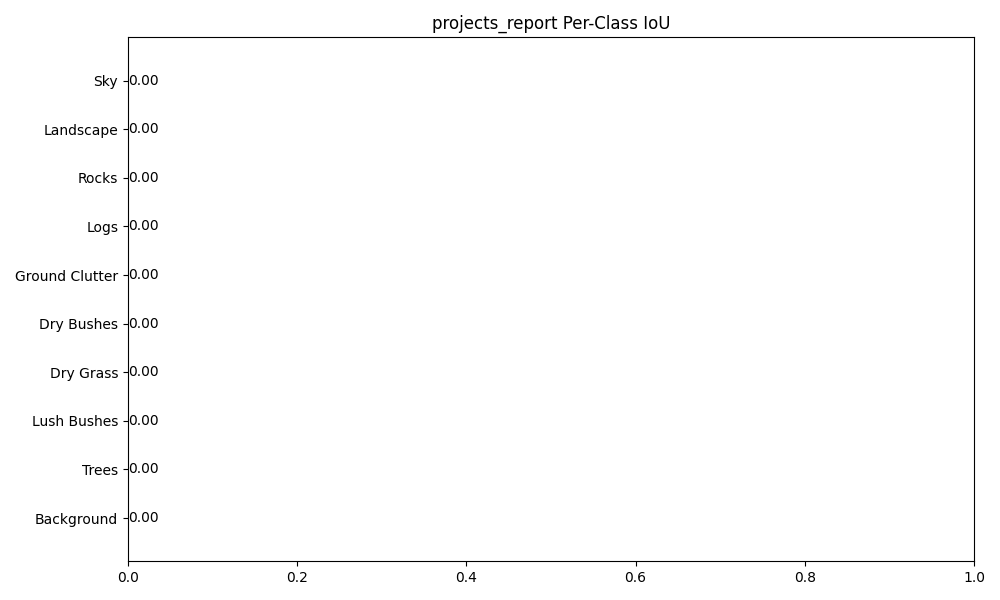 projects_report Per-Class IoU
Sky 0.00
Landscape 0.00
Rocks 0.00
Logs 0.00
Ground Clutter 0.00
Dry Bushes 0.00
Dry Grass 0.00
Lush Bushes 0.00
Trees 0.00
Background 0.00
0.0 0.2 0.4 0.6 0.8 1.0